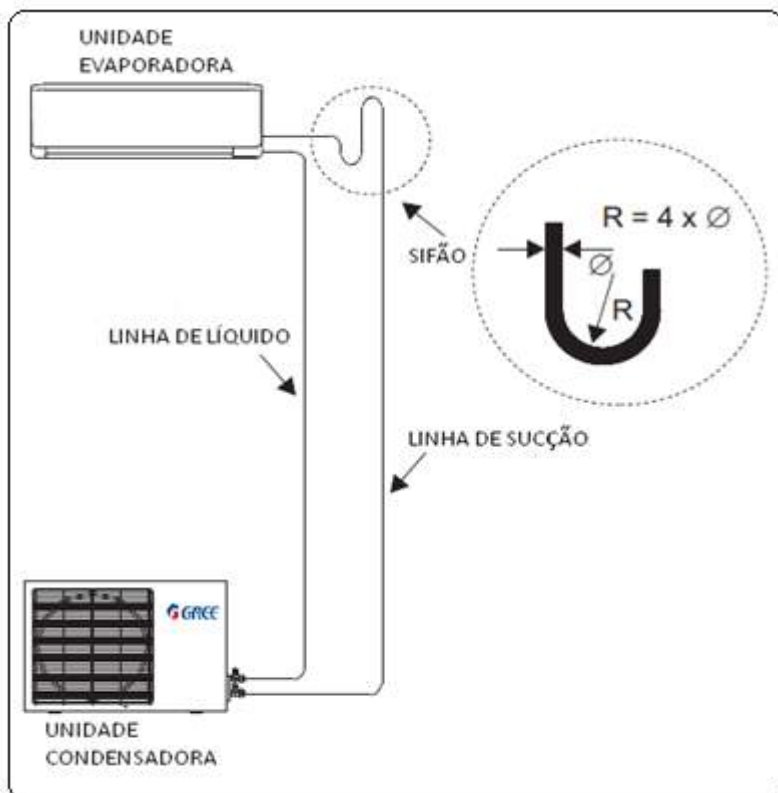 UNIDADE
EVAPORADORA
R = 4 x Ø
SIFÃO
Ø
R
LINHA DE LÍQUIDO
LINHA DE SUCÇÃO
GREE
UNIDADE
CONDENSADORA